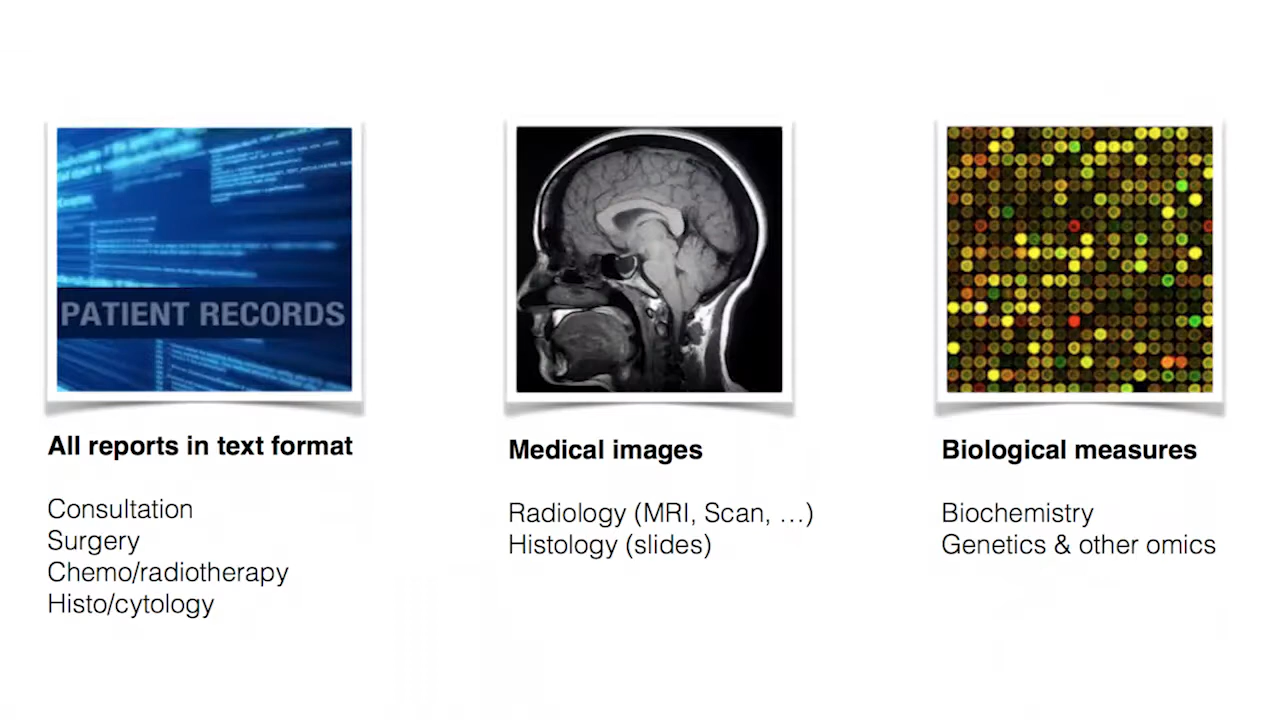 PATIENT RECORDS
All reports in text format
Consultation
Surgery
Chemo/radiotherapy
Histo/cytology
Medical images
Radiology (MRI, Scan, …)
Histology (slides)
Biological measures
Biochemistry
Genetics & other omics